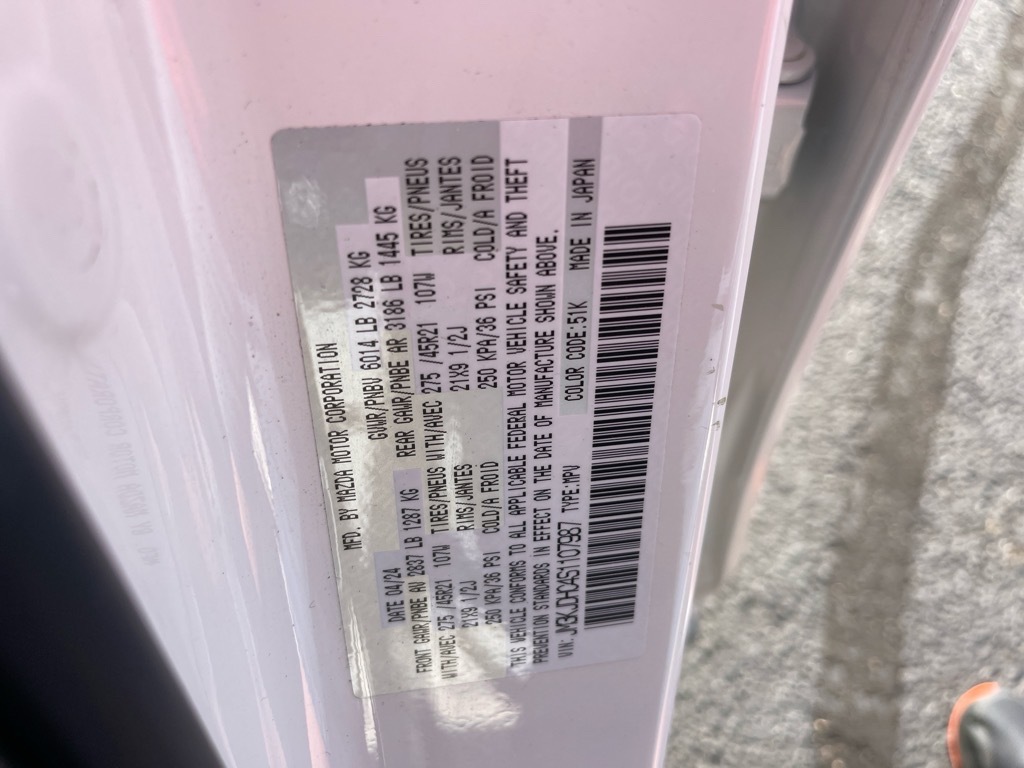 MFD. BY MAZDA MOTOR CORPORATION
DATE 04/24 GVWR/PNBV 6014 LB 2728 KG
FRONT GAWR/PNBE AV 2837 LB 1287 KG REAR GAWR/PNBE AR 3186 LB 1445 KG
WITH/AVEC 275 /45R21 107W TIRES/PNEUS WITH/AVEC 275 /45R21 107W TIRES/PNEUS
21X9 1/2J RIMS/JANTES 21X9 1/2J RIMS/JANTES
250 KPA/36 PSI COLD/A FROID 250 KPA/36 PSI COLD/A FROID
THIS VEHICLE CONFORMS TO ALL APPLICABLE FEDERAL MOTOR VEHICLE SAFETY AND THEFT
PREVENTION STANDARDS IN EFFECT ON THE DATE OF MANUFACTURE SHOWN ABOVE.
VIN: JM3KJDHC4S1107987 TYPE:MPV COLOR CODE:51K MADE IN JAPAN